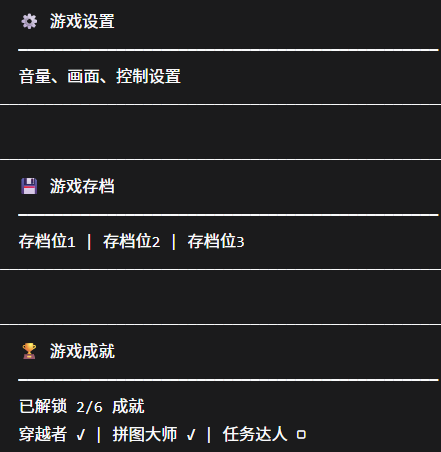 ⚙️ 游戏设置
音量、画面、控制设置
💾 游戏存档
存档位1 | 存档位2 | 存档位3
🏆 游戏成就
已解锁 2/6 成就
穿越者 ✓ | 拼图大师 ✓ | 任务达人 □